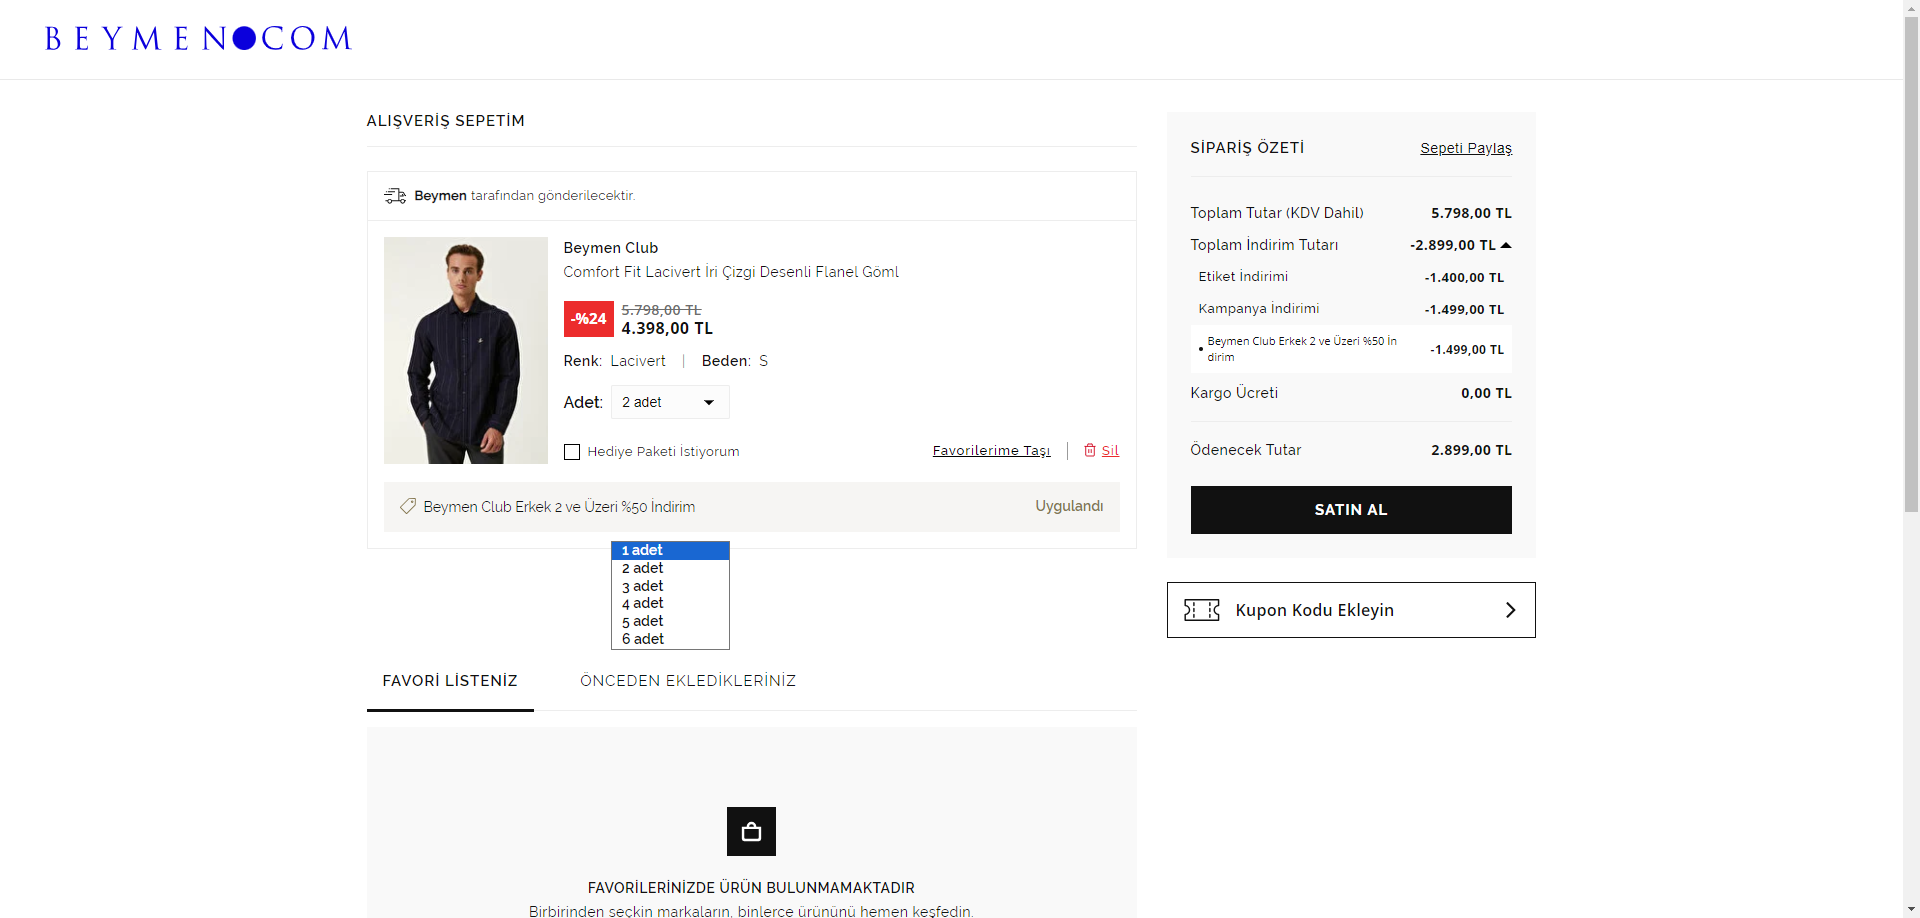 BEYMEN COM
ALIŞVERİŞ SEPETİM
Beymen tarafından gönderilecektir.
Beymen Club
Comfort Fit Lacivert İri Çizgi Desenli Flanel Göml
-%24
5.798,00 TL
4.398,00 TL
Renk: Lacivert | Beden: S
Adet: 2 adet
Hediye Paketi İstiyorum
Favorilerime Taşı | Sil
Beymen Club Erkek 2 ve Üzeri %50 İndirim Uygulandı
1 adet
2 adet
3 adet
4 adet
5 adet
6 adet
FAVORİ LİSTENİZ
ÖNCEDEN EKLEDİKLERİNİZ
FAVORİLERİNİZDE ÜRÜN BULUNMAMAKTADIR
Birbirinden seçkin markaların, binlerce ürününü hemen keşfedin.
SİPARİŞ ÖZETİ
Sepeti Paylaş
Toplam Tutar (KDV Dahil) 5.798,00 TL
Toplam İndirim Tutarı -2.899,00 TL
Etiket İndirimi -1.400,00 TL
Kampanya İndirimi -1.499,00 TL
• Beymen Club Erkek 2 ve Üzeri %50 İn
dirim -1.499,00 TL
Kargo Ücreti 0,00 TL
Ödenecek Tutar 2.899,00 TL
SATIN AL
Kupon Kodu Ekleyin